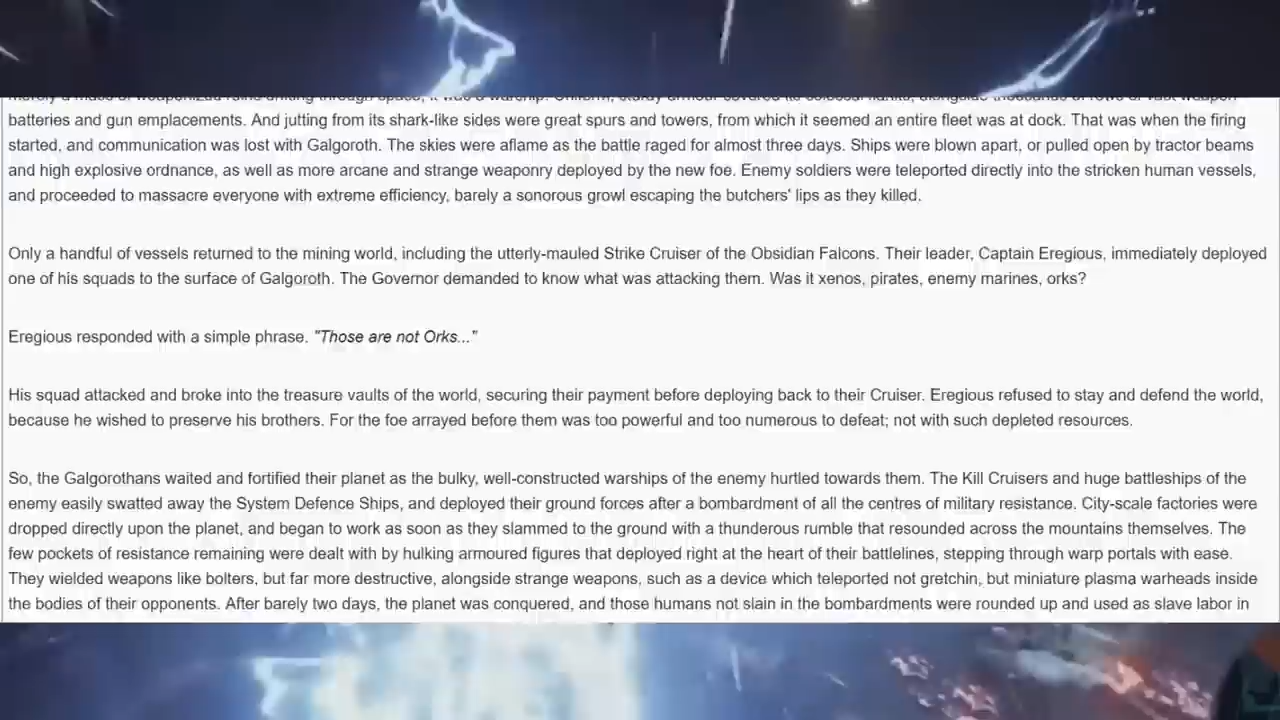 batteries and gun emplacements. And jutting from its shark-like sides were great spurs and towers, from which it seemed an entire fleet was at dock. That was when the firing
started, and communication was lost with Galgoroth. The skies were aflame as the battle raged for almost three days. Ships were blown apart, or pulled open by tractor beams
and high explosive ordnance, as well as more arcane and strange weaponry deployed by the new foe. Enemy soldiers were teleported directly into the stricken human vessels,
and proceeded to massacre everyone with extreme efficiency, barely a sonorous growl escaping the butchers' lips as they killed.
Only a handful of vessels returned to the mining world, including the utterly-mauled Strike Cruiser of the Obsidian Falcons. Their leader, Captain Eregious, immediately deployed
one of his squads to the surface of Galgoroth. The Governor demanded to know what was attacking them. Was it xenos, pirates, enemy marines, orks?
Eregious responded with a simple phrase. "Those are not Orks..."
His squad attacked and broke into the treasure vaults of the world, securing their payment before deploying back to their Cruiser. Eregious refused to stay and defend the world,
because he wished to preserve his brothers. For the foe arrayed before them was too powerful and too numerous to defeat; not with such depleted resources.
So, the Galgorothans waited and fortified their planet as the bulky, well-constructed warships of the enemy hurtled towards them. The Kill Cruisers and huge battleships of the
enemy easily swatted away the System Defence Ships, and deployed their ground forces after a bombardment of all the centres of military resistance. City-scale factories were
dropped directly upon the planet, and began to work as soon as they slammed to the ground with a thunderous rumble that resounded across the mountains themselves. The
few pockets of resistance remaining were dealt with by hulking armoured figures that deployed right at the heart of their battlelines, stepping through warp portals with ease.
They wielded weapons like bolters, but far more destructive, alongside strange weapons, such as a device which teleported not gretchin, but miniature plasma warheads inside
the bodies of their opponents. After barely two days, the planet was conquered, and those humans not slain in the bombardments were rounded up and used as slave labor in